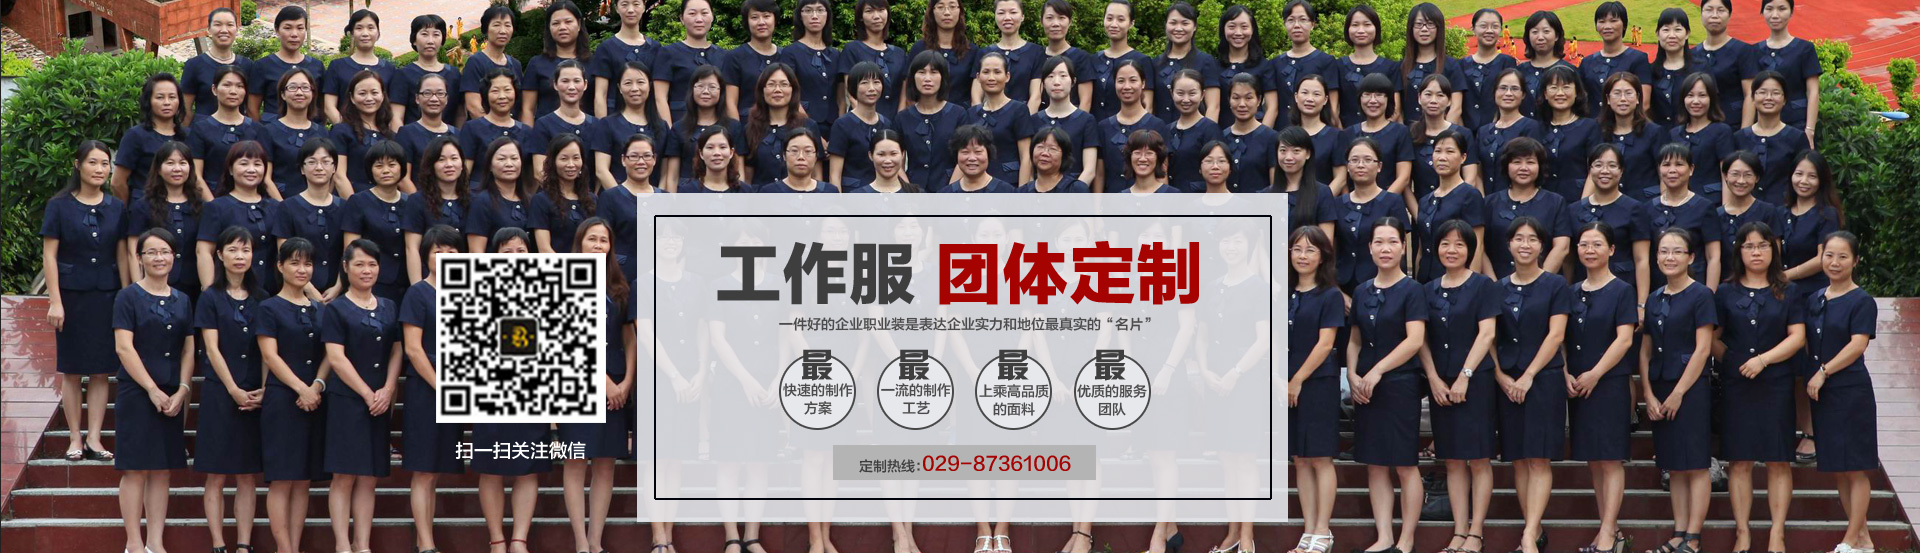 工作服 团体定制
一件好的企业职业装是表达企业实力和地位最真实的“名片”
最
快速的制作
方案
最
一流的制作
工艺
最
上乘高品质
的面料
最
优质的服务
团队
定制热线：029-87361006
扫一扫关注微信